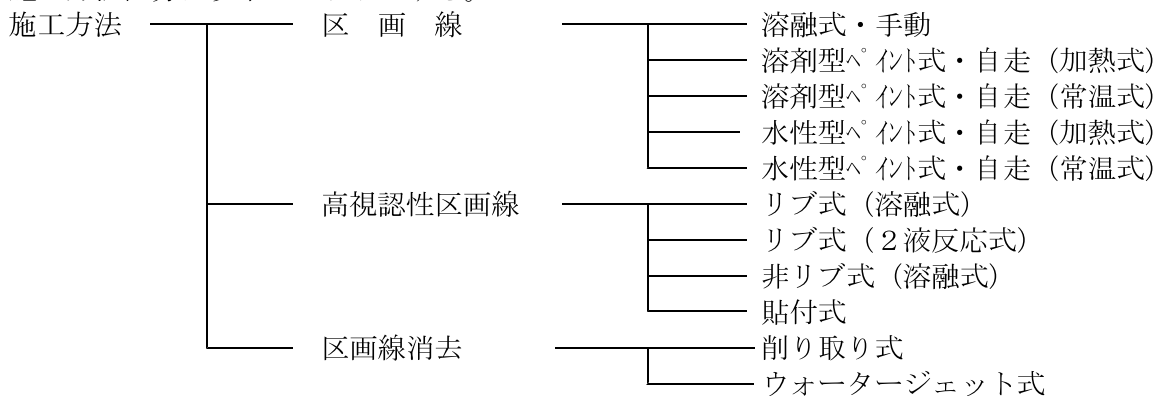 施工方法 区画線 溶融式・手動
溶剤型ﾍﾟｲﾝﾄ式・自走（加熱式）
溶剤型ﾍﾟｲﾝﾄ式・自走（常温式）
水性型ﾍﾟｲﾝﾄ式・自走（加熱式）
水性型ﾍﾟｲﾝﾄ式・自走（常温式）
高視認性区画線 リブ式（溶融式）
リブ式（２液反応式）
非リブ式（溶融式）
貼付式
区画線消去 削り取り式
ウォータージェット式